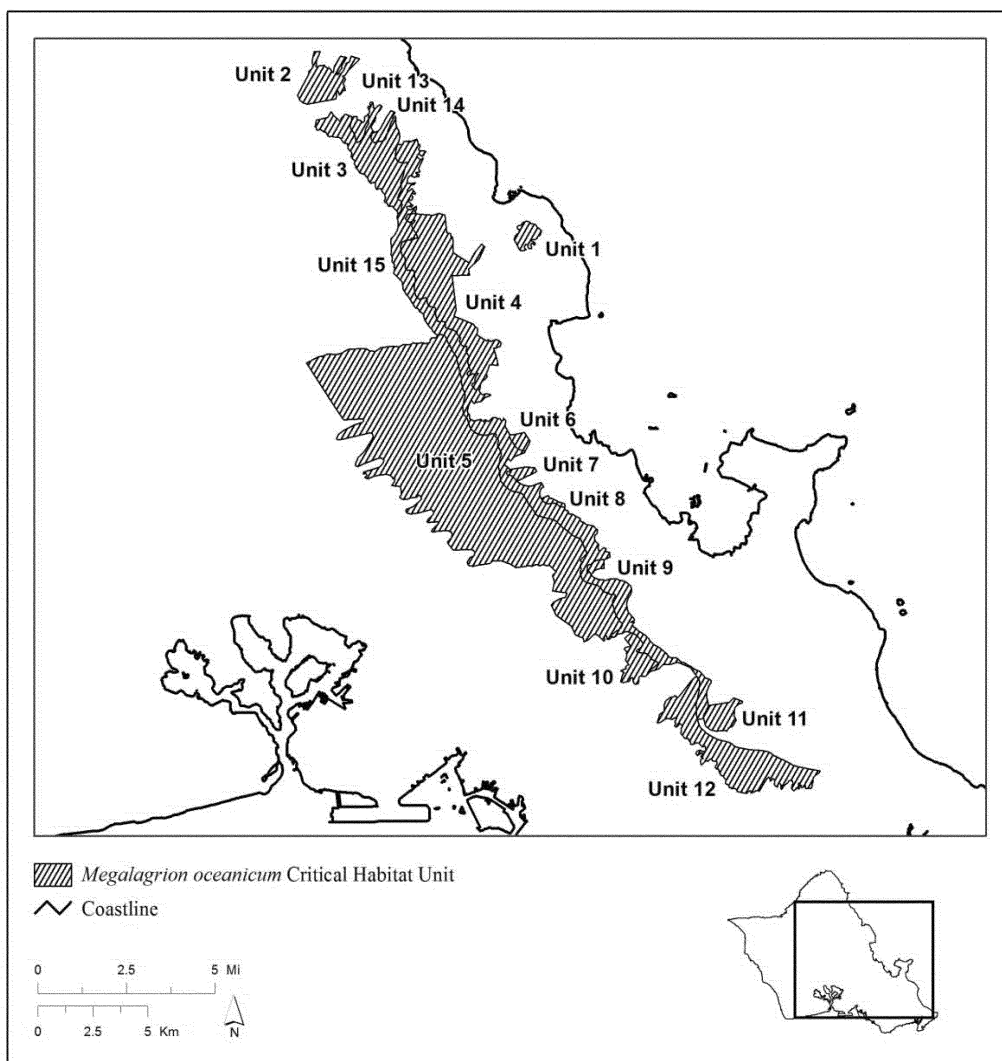 Unit 2
Unit 13
Unit 14
Unit 3
Unit 1
Unit 15
Unit 4
Unit 6
Unit 5
Unit 7
Unit 8
Unit 9
Unit 10
Unit 11
Unit 12
Megalagrion oceanicum Critical Habitat Unit
Coastline
0 2.5 5 Mi
0 2.5 5 Km
N